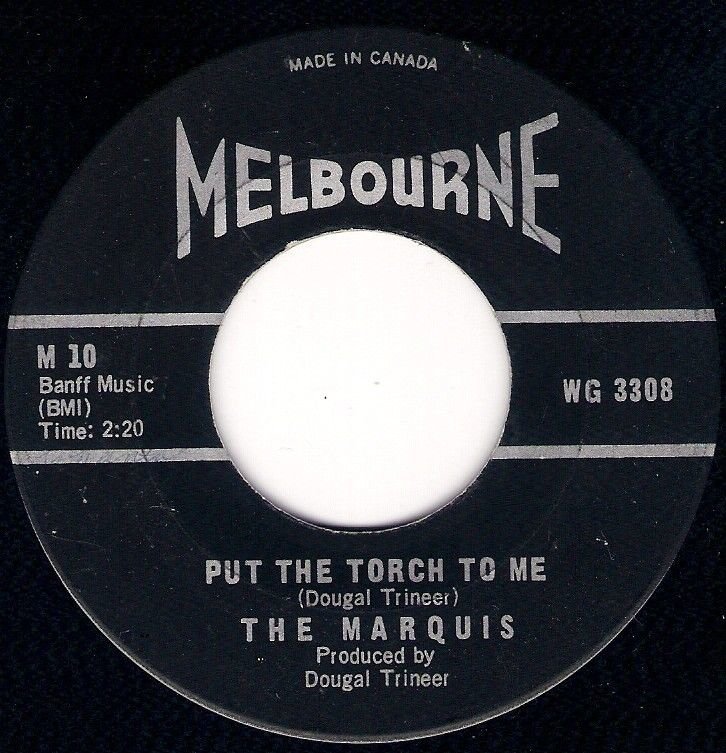 MADE IN CANADA
MELBOURNE
M 10
Banff Music
(BMI)
Time: 2:20
WG 3308
PUT THE TORCH TO ME
(Dougal Trineer)
THE MARQUIS
Produced by
Dougal Trineer